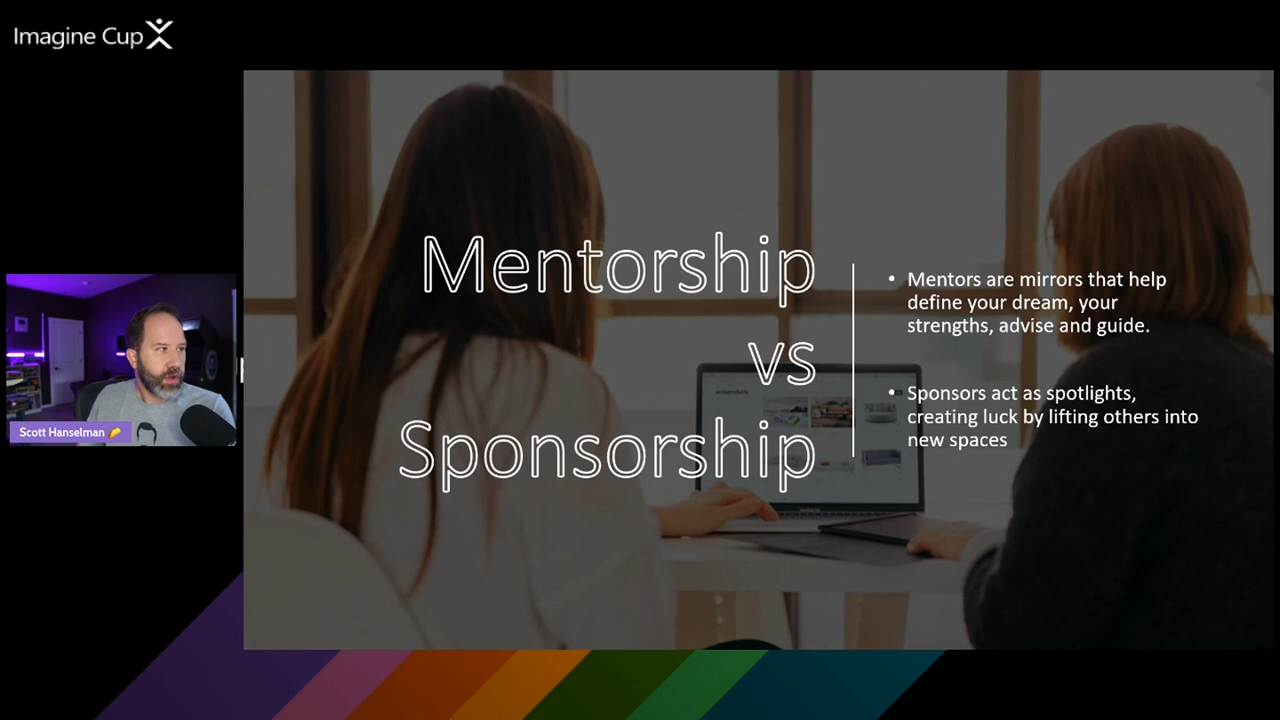 Imagine Cup
Mentorship
vs
Sponsorship
• Mentors are mirrors that help
define your dream, your
strengths, advise and guide.
• Sponsors act as spotlights,
creating luck by lifting others into
new spaces
Scott Hanselman 🌮